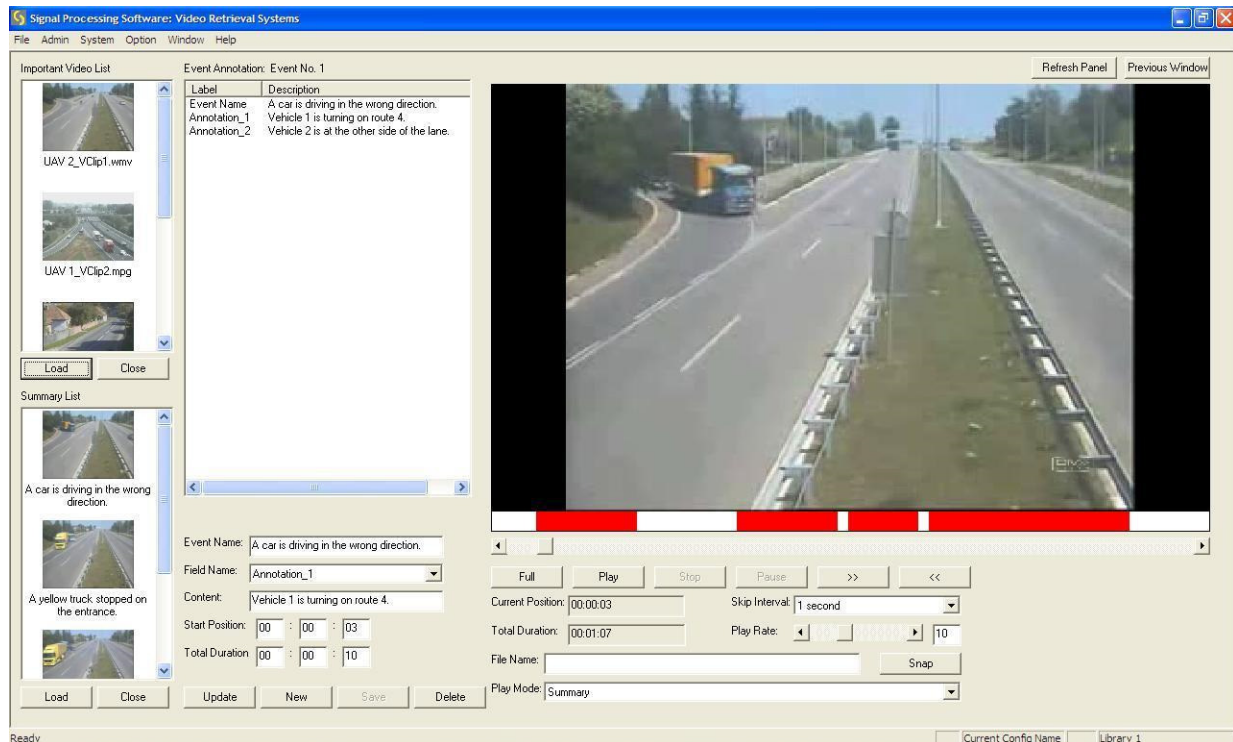 Signal Processing Software: Video Retrieval Systems
File Admin System Option Window Help
Important Video List
UAV 2_VClip1.wmv
UAV 1_VClip2.mpg
Load Close
Summary List
A car is driving in the wrong
direction.
A yellow truck stopped on
the entrance.
Load Close
Event Annotation: Event No. 1
Label Description
Event Name A car is driving in the wrong direction.
Annotation_1 Vehicle 1 is turning on route 4.
Annotation_2 Vehicle 2 is at the other side of the lane.
Event Name: A car is driving in the wrong direction.
Field Name: Annotation_1
Content: Vehicle 1 is turning on route 4.
Start Position: 00 : 00 : 03
Total Duration 00 : 00 : 10
Update New Save Delete
Refresh Panel Previous Window
Full Play Stop Pause >> <<
Current Position: 00:00:03 Skip Interval: 1 second
Total Duration: 00:01:07 Play Rate: 10
File Name: Snap
Play Mode: Summary
Ready Current Config Name Library 1